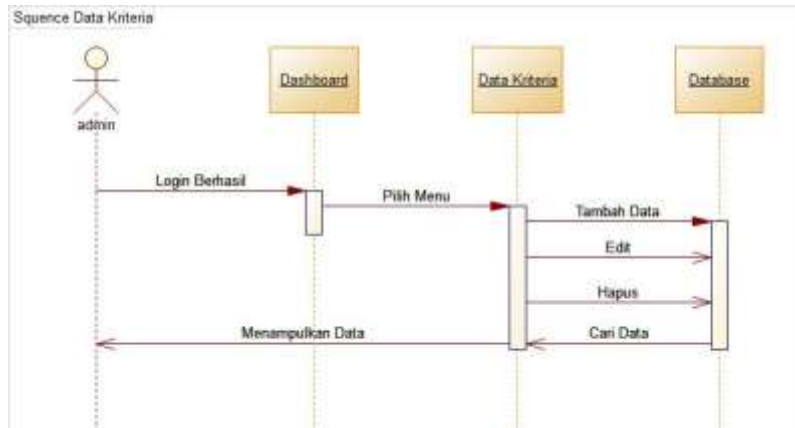 Squence Data Kriteria
Dashboard
Data Kriteria
Database
admin
Login Berhasil
Pilih Menu
Tambah Data
Edit
Hapus
Menampulkan Data
Cari Data